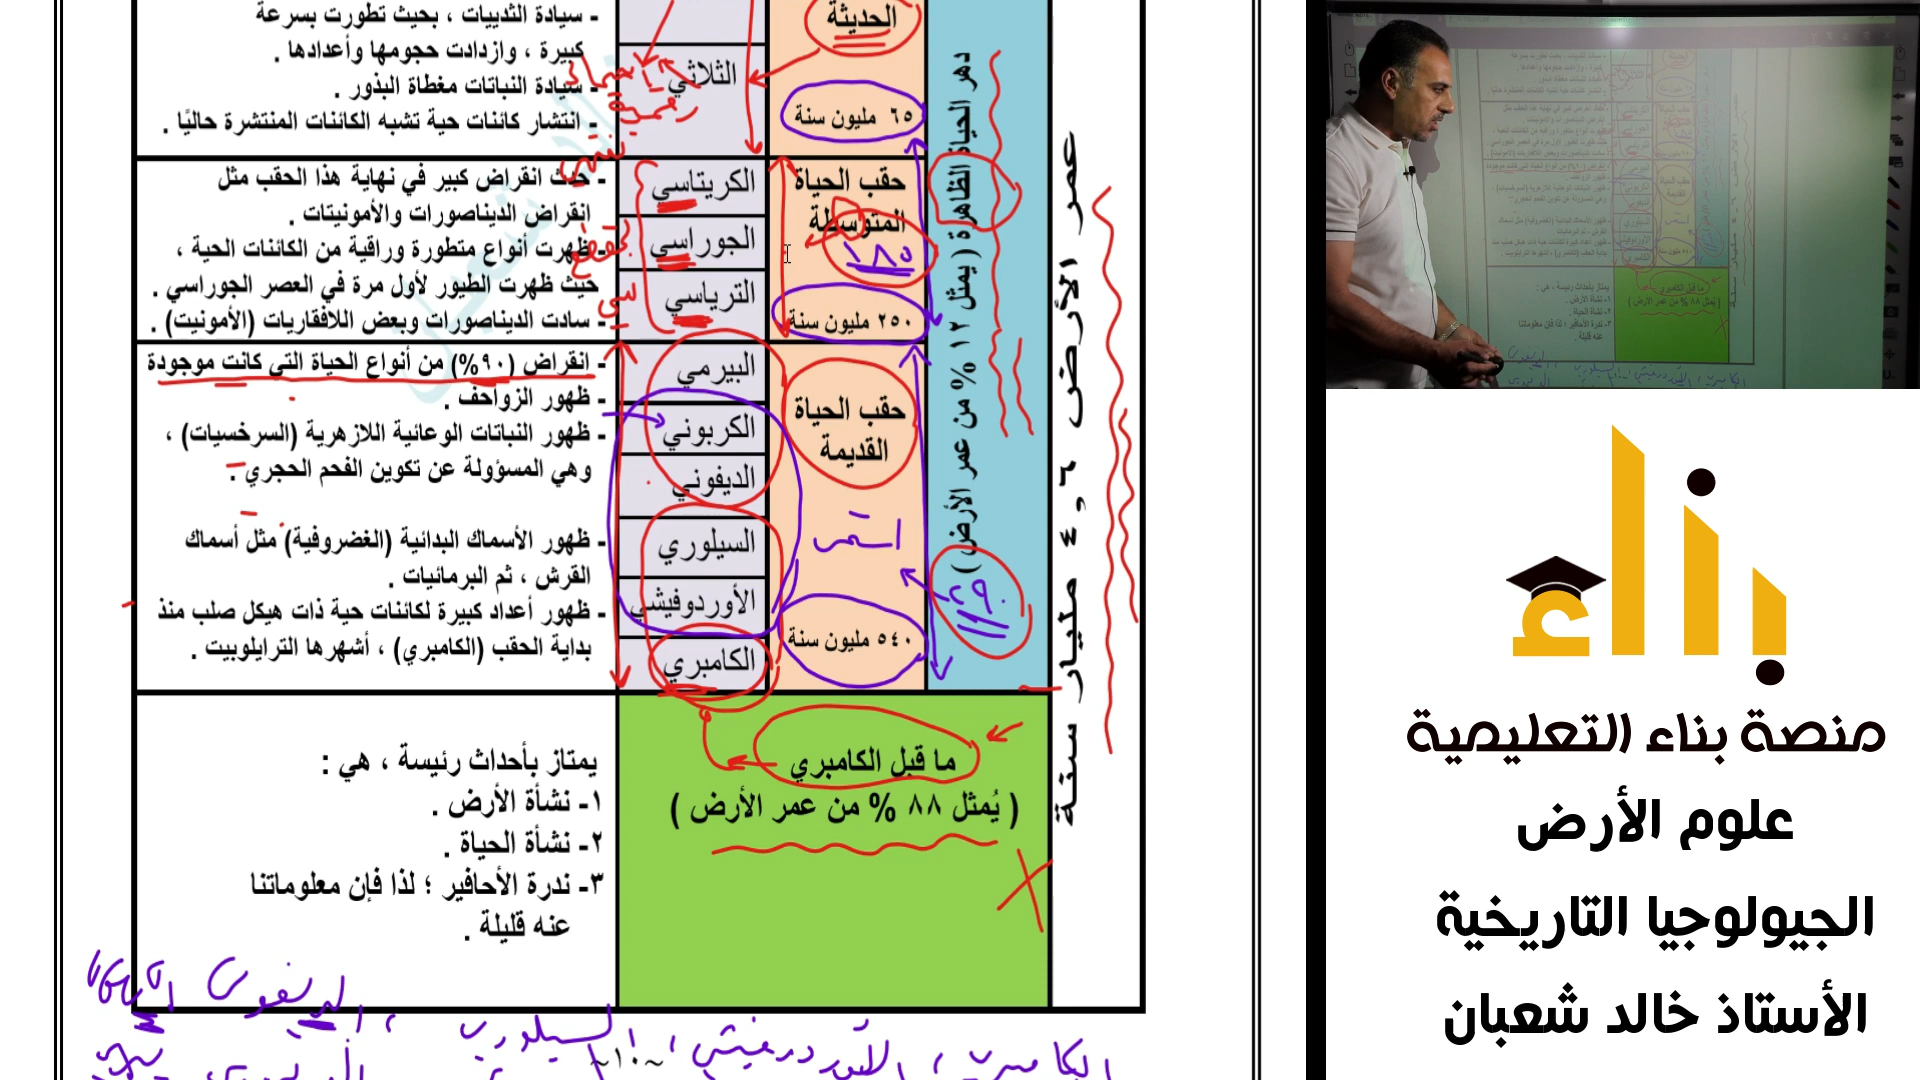 - سيادة الثدييات ، بحيث تطورت بسرعة
كبيرة ، وازدادت حجومها وأعدادها .
- سيادة النباتات مغطاة البذور .
- انتشار كائنات حية تشبه الكائنات المنتشرة حاليًا .
الثلاثي
الحديثة
٦٥ مليون سنة
دهر الحياة الظاهرة ( يمثل ١٢ % من عمر الأرض )
عمر الأرض ٤,٦ مليار سنة
- حدث انقراض كبير في نهاية هذا الحقب مثل
انقراض الديناصورات والأمونيتات .
- ظهرت أنواع متطورة وراقية من الكائنات الحية ،
حيث ظهرت الطيور لأول مرة في العصر الجوراسي .
- سادت الديناصورات وبعض اللافقاريات (الأمونيت) .
الكريتاسي
الجوراسي
الترياسي
حقب الحياة
المتوسطة
١٨٠
٢٥٠ مليون سنة
- انقراض (٩٠%) من أنواع الحياة التي كانت موجودة
- ظهور الزواحف .
- ظهور النباتات الوعائية اللازهرية (السرخسيات) ،
وهي المسؤولة عن تكوين الفحم الحجري .
- ظهور الأسماك البدائية (الغضروفية) مثل أسماك
القرش ، ثم البرمائيات .
- ظهور أعداد كبيرة لكائنات حية ذات هيكل صلب منذ
بداية الحقب (الكامبري) ، أشهرها الترايلوبيت .
البيرمي
الكربوني
الديفوني
السيلوري
الأوردوفيشي
الكامبري
حقب الحياة
القديمة
٢٩٠
٥٤٠ مليون سنة
ما قبل الكامبري
( يُمثل ٨٨ % من عمر الأرض )
يمتاز بأحداث رئيسة ، هي :
١- نشأة الأرض .
٢- نشأة الحياة .
٣- ندرة الأحافير ؛ لذا فإن معلوماتنا
عنه قليلة .
~١٠~
بناء
منصة بناء التعليمية
علوم الأرض
الجيولوجيا التاريخية
الأستاذ خالد شعبان